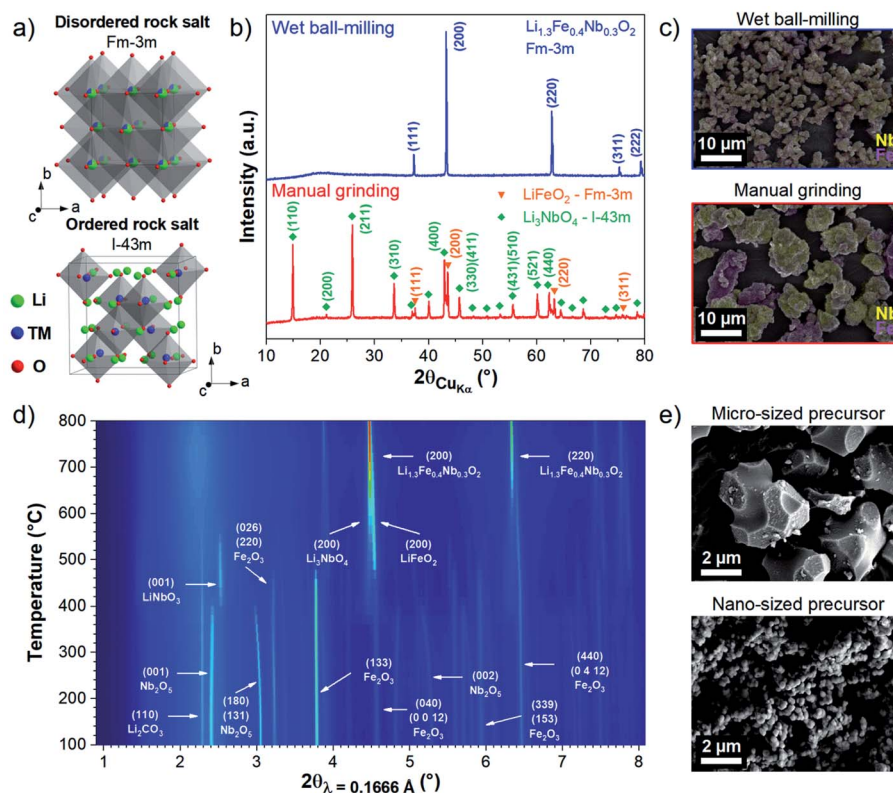 a)
Disordered rock salt
Fm-3m
b
c
a
Ordered rock salt
I-43m
Li
TM
O
b
c
a
b)
Wet ball-milling
Li1.3Fe0.4Nb0.3O2
Fm-3m
(111)
(200)
(220)
(311)
(222)
Manual grinding
LiFeO2 - Fm-3m
Li3NbO4 - I-43m
(110)
(200)
(211)
(310)
(111)
(400)
(200)
(330)(411)
(431)(510)
(521)
(440)
(220)
(311)
Intensity (a.u.)
10 20 30 40 50 60 70 80
2θCuKα (°)
c)
Wet ball-milling
10 µm
Nb
Manual grinding
10 µm
Nb
d)
Temperature (°C)
800
700
600
500
400
300
200
100
(200)
Li1.3Fe0.4Nb0.3O2
(220)
Li1.3Fe0.4Nb0.3O2
(026)
(220)
Fe2O3
(200)
Li3NbO4
(200)
LiFeO2
(001)
LiNbO3
(001)
Nb2O5
(133)
Fe2O3
(002)
Nb2O5
(440)
(0 4 12)
Fe2O3
(110)
Li2CO3
(180)
(131)
Nb2O5
(040)
(0 0 12)
Fe2O3
(339)
(153)
Fe2O3
1 2 3 4 5 6 7 8
2θλ = 0.1666 Å (°)
e)
Micro-sized precursor
2 µm
Nano-sized precursor
2 µm